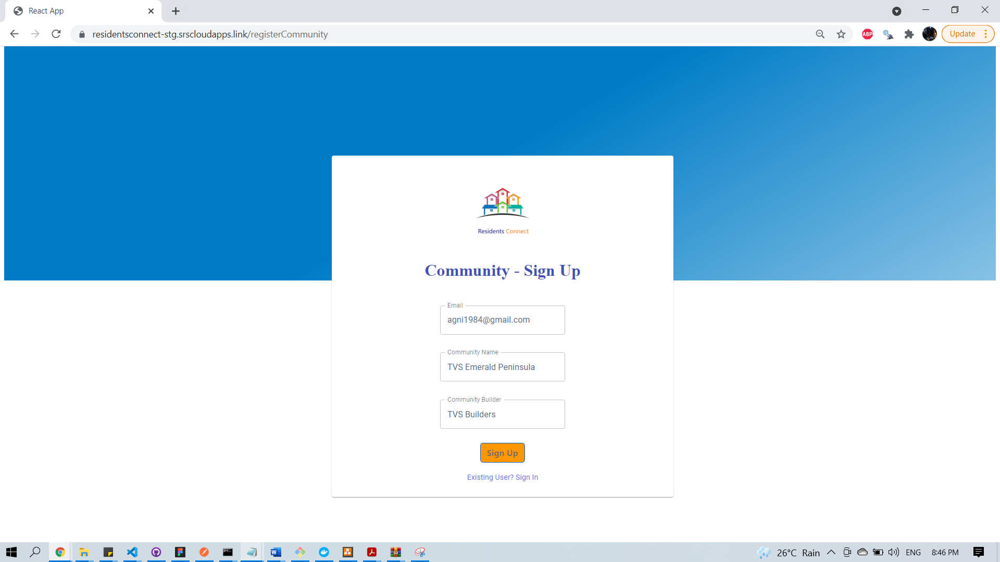 React App
residentsconnect-stg.srscloudapps.link/registerCommunity
ABP
Update
Residents Connect
Community - Sign Up
Email
agni1984@gmail.com
Community Name
TVS Emerald Peninsula
Community Builder
TVS Builders
Sign Up
Existing User? Sign In
26°C Rain
ENG
8:46 PM